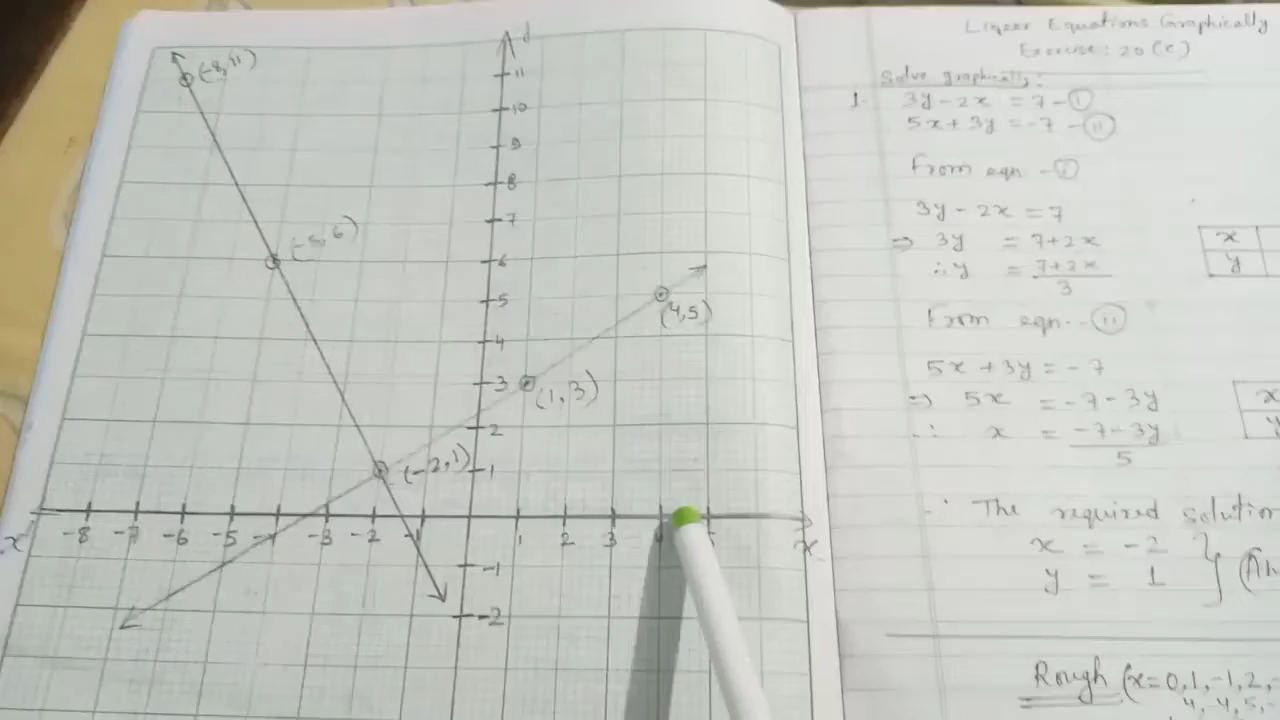 y
(-8,11)
11
10
9
8
(-5,6)
7
6
5
(4,5)
4
3
(1,3)
2
(-2,1)
1
x' -8 -7 -6 -5 -4 -3 -2 -1 1 2 3 4 5 x
-1
-2
Linear Equations Graphically
Exercise: 20(c)
Solve graphically:
1. 3y-2x = 7 - (i)
5x+3y = -7 - (ii)
From eqn - (i)
3y - 2x = 7
⇒ 3y = 7+2x
∴ y = 7+2x
3
x
y
From eqn - (ii)
5x + 3y = -7
⇒ 5x = -7-3y
∴ x = -7-3y
5
x
y
∴ The required solution
x = -2
y = 1 }
Rough (x=0,1,-1,2,-
4,-4,5,-